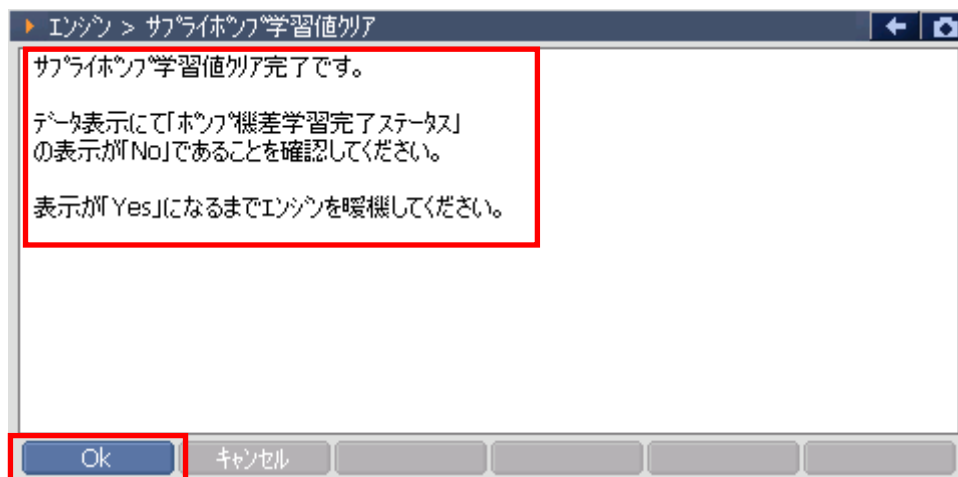 エンジン > サプライポンプ学習値クリア
サプライポンプ学習値クリア完了です。
データ表示にて「ポンプ機差学習完了ステータス」
の表示が「No」であることを確認してください。
表示が「Yes」になるまでエンジンを暖機してください。
Ok
キャンセル